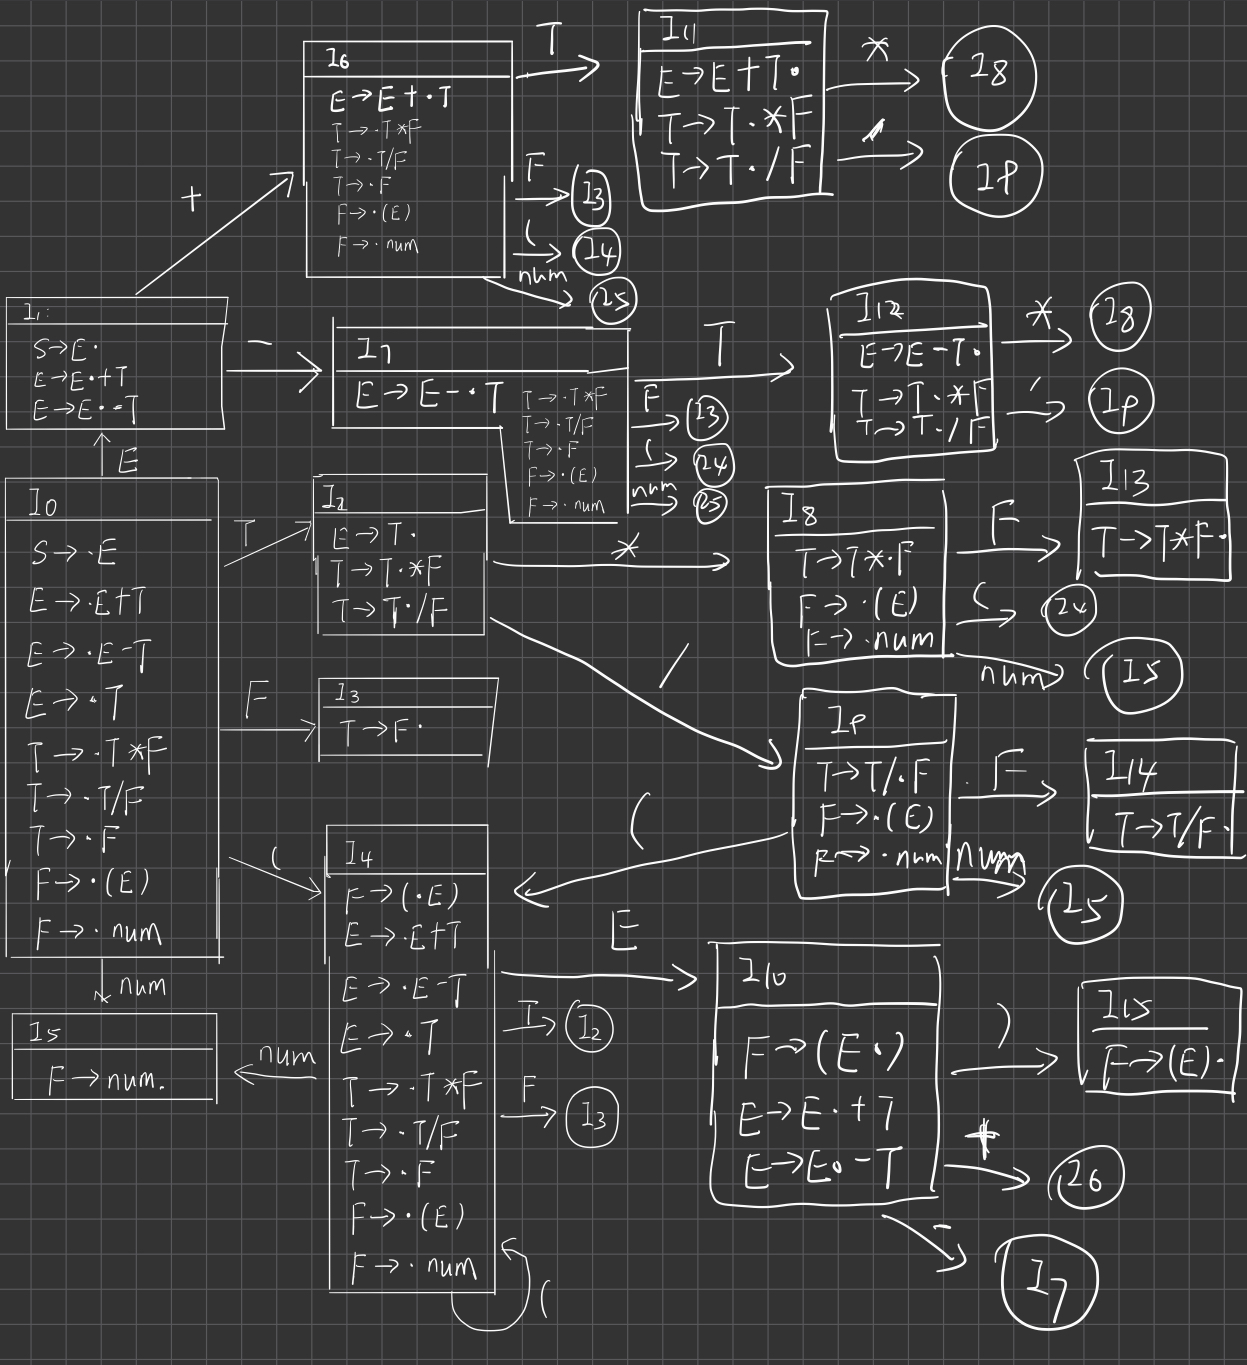 I6
E→E+·T
T→·T*F
T→·T/F
T→·F
F→·(E)
F→·num
T
F
I3
(
I4
num
I5
I11
E→E+T·
T→T·*F
T→T·/F
*
I8
/
I9
+
I1:
S→E·
E→E·+T
E→E·-T
-
I7
E→E-·T
T→·T*F
T→·T/F
T→·F
F→·(E)
F→·num
T
F
I3
(
I4
num
I5
I12
E→E-T·
T→T·*F
T→T·/F
*
I8
/
I9
E
I0
S→·E
E→·E+T
E→·E-T
E→·T
T→·T*F
T→·T/F
T→·F
F→·(E)
F→·num
T
I2
E→T·
T→T·*F
T→T·/F
*
/
I8
T→T*·F
F→·(E)
F→·num
F
I13
T→T*F·
(
I4
num
I5
F
I3
T→F·
I9
T→T/·F
F→·(E)
F→·num
F
I14
T→T/F·
num
I5
(
(
I4
F→(·E)
E→·E+T
E→·E-T
E→·T
T→·T*F
T→·T/F
T→·F
F→·(E)
F→·num
num
I5
F→num.
num
E
T
I2
F
I3
(
I10
F→(E·)
E→E·+T
E→E·-T
)
I15
F→(E)·
+
I6
-
I7